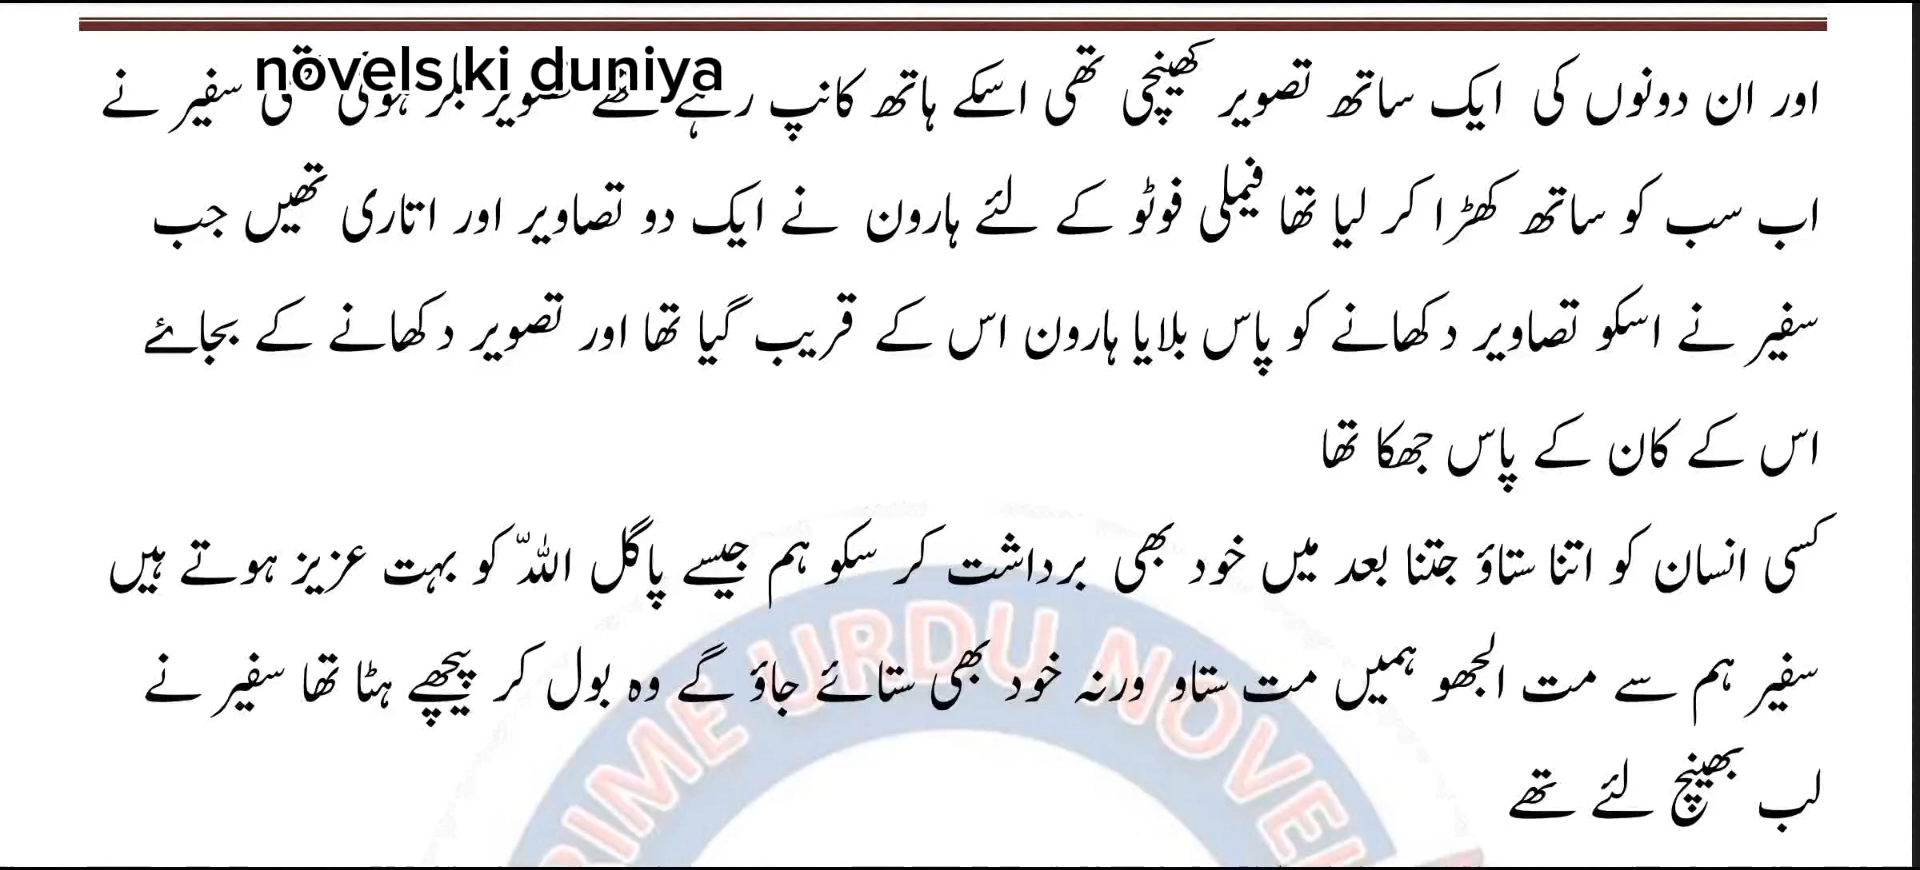 novels ki duniya
اور ان دونوں کی ایک ساتھ تصویر کھینچی تھی اسکے ہاتھ کانپ رہے تھے تصویر بلر ہوئی سفیر نے
اب سب کو ساتھ کھڑا کر لیا تھا فیملی فوٹو کے لئے ہارون نے ایک دو تصاویر اور اتاری تھیں جب
سفیر نے اسکو تصاویر دکھانے کو پاس بلایا ہارون اس کے قریب گیا تھا اور تصویر دکھانے کے بجائے
اس کے کان کے پاس جھکا تھا
کسی انسان کو اتنا ستاؤ جتنا بعد میں خود بھی برداشت کر سکو ہم جیسے پاگل اللہ کو بہت عزیز ہوتے ہیں
سفیر ہم سے مت الجھو ہمیں مت ستاو ورنہ خود بھی ستائے جاؤ گے وہ بول کر پیچھے ہٹا تھا سفیر نے
لب بھینچ لئے تھے
PRIME URDU NOVEL